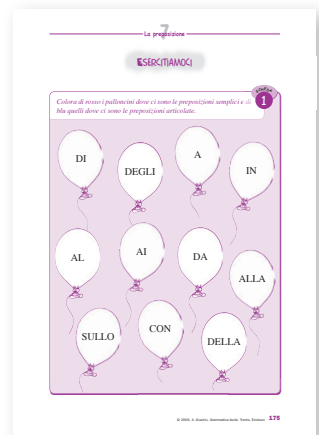 7
La preposizione
ESERCITIAMOCI
SCHEDA
1
Colora di rosso i palloncini dove ci sono le preposizioni semplici e di
blu quelli dove ci sono le preposizioni articolate.
DI
DEGLI
A
IN
AL
AI
DA
ALLA
SULLO
CON
DELLA
175